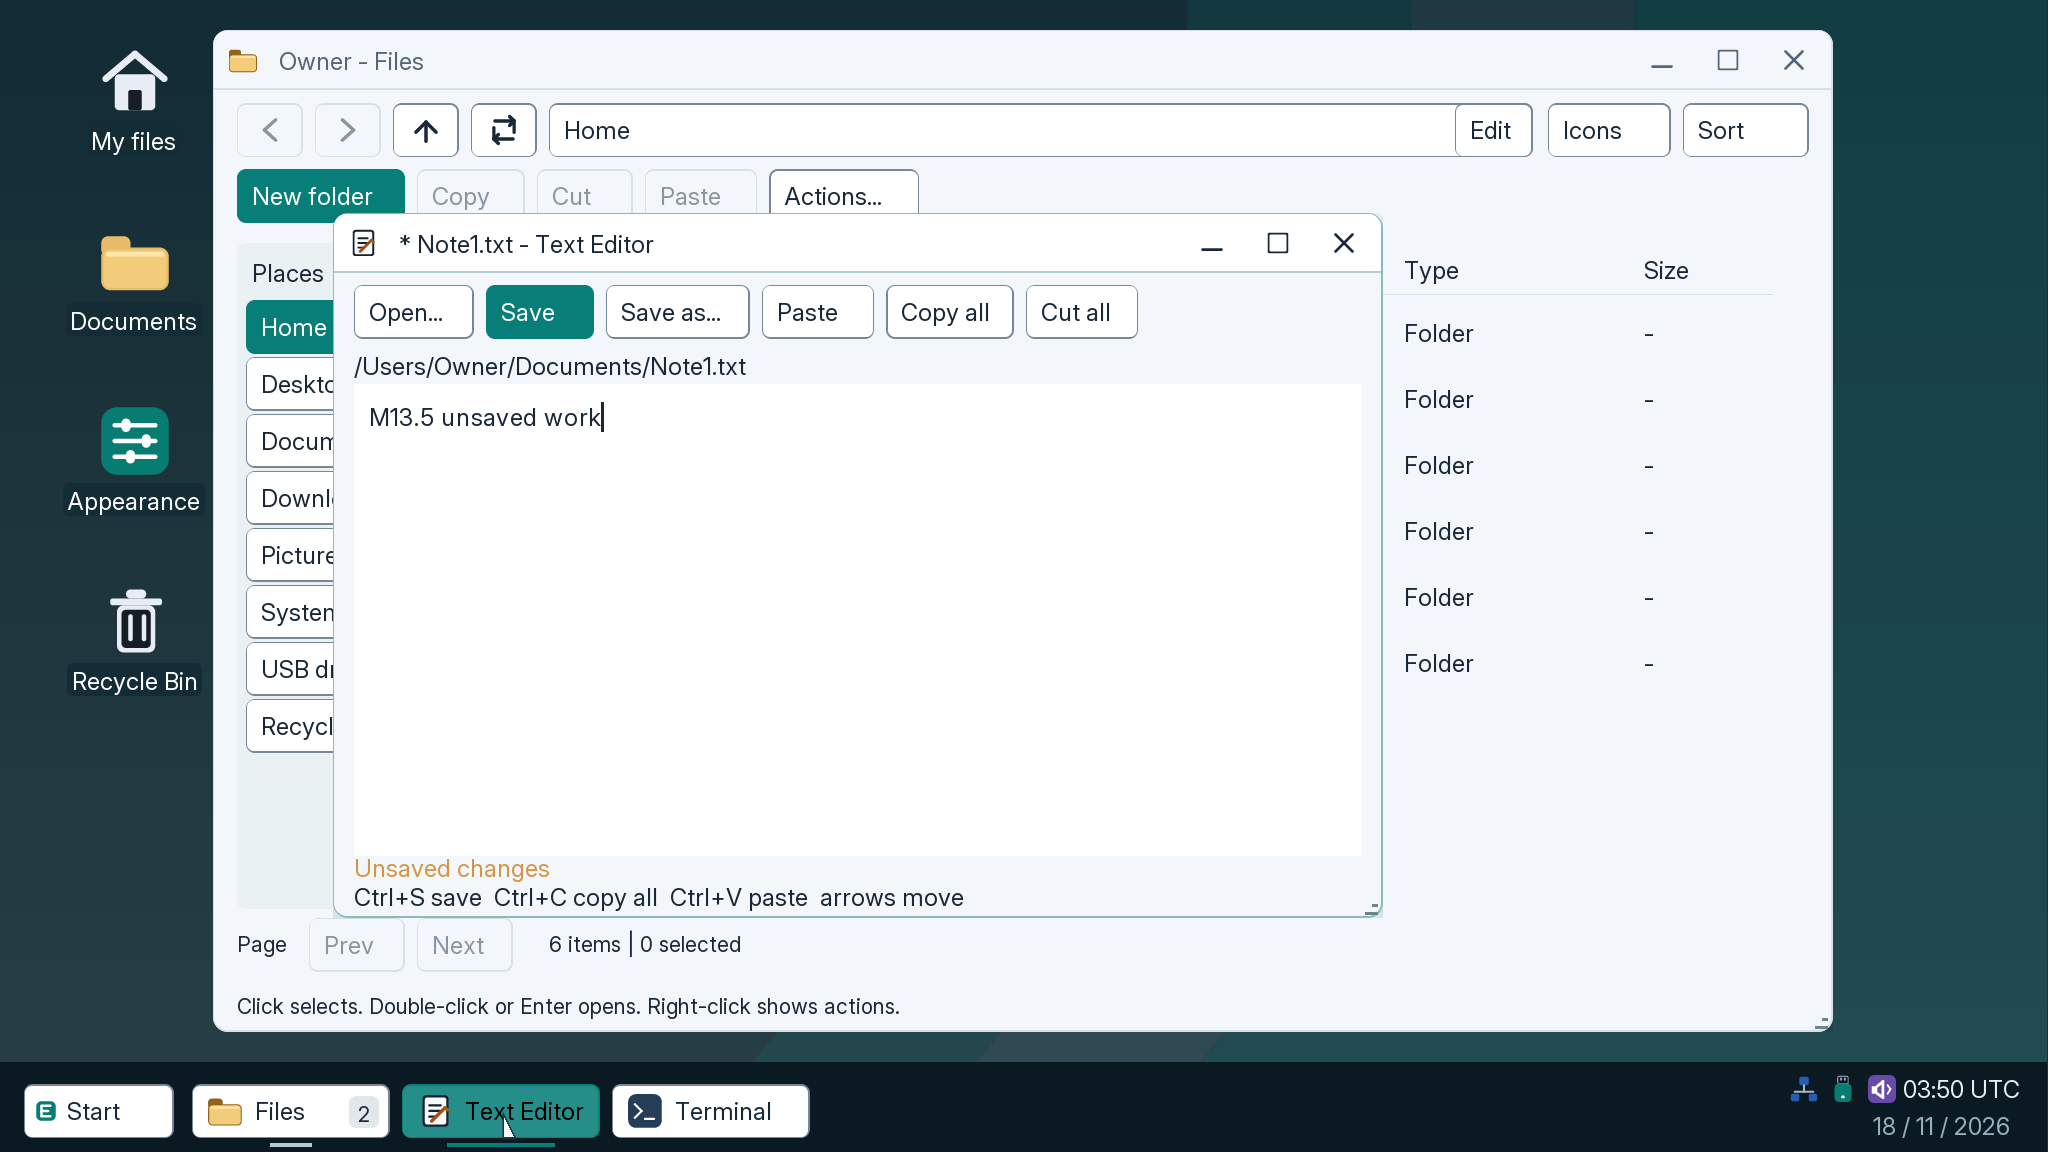 My files
Documents
Appearance
Recycle Bin
Owner - Files
Home
Edit
Icons
Sort
New folder
Copy
Cut
Paste
Actions...
Places
Home
* Note1.txt - Text Editor
Open...
Save
Save as...
Paste
Copy all
Cut all
/Users/Owner/Documents/Note1.txt
M13.5 unsaved work
Unsaved changes
Ctrl+S save Ctrl+C copy all Ctrl+V paste arrows move
Type
Size
Folder -
Folder -
Folder -
Folder -
Folder -
Folder -
Page
Prev
Next
6 items | 0 selected
Click selects. Double-click or Enter opens. Right-click shows actions.
Start
Files
2
Text Editor
Terminal
03:50 UTC
18 / 11 / 2026